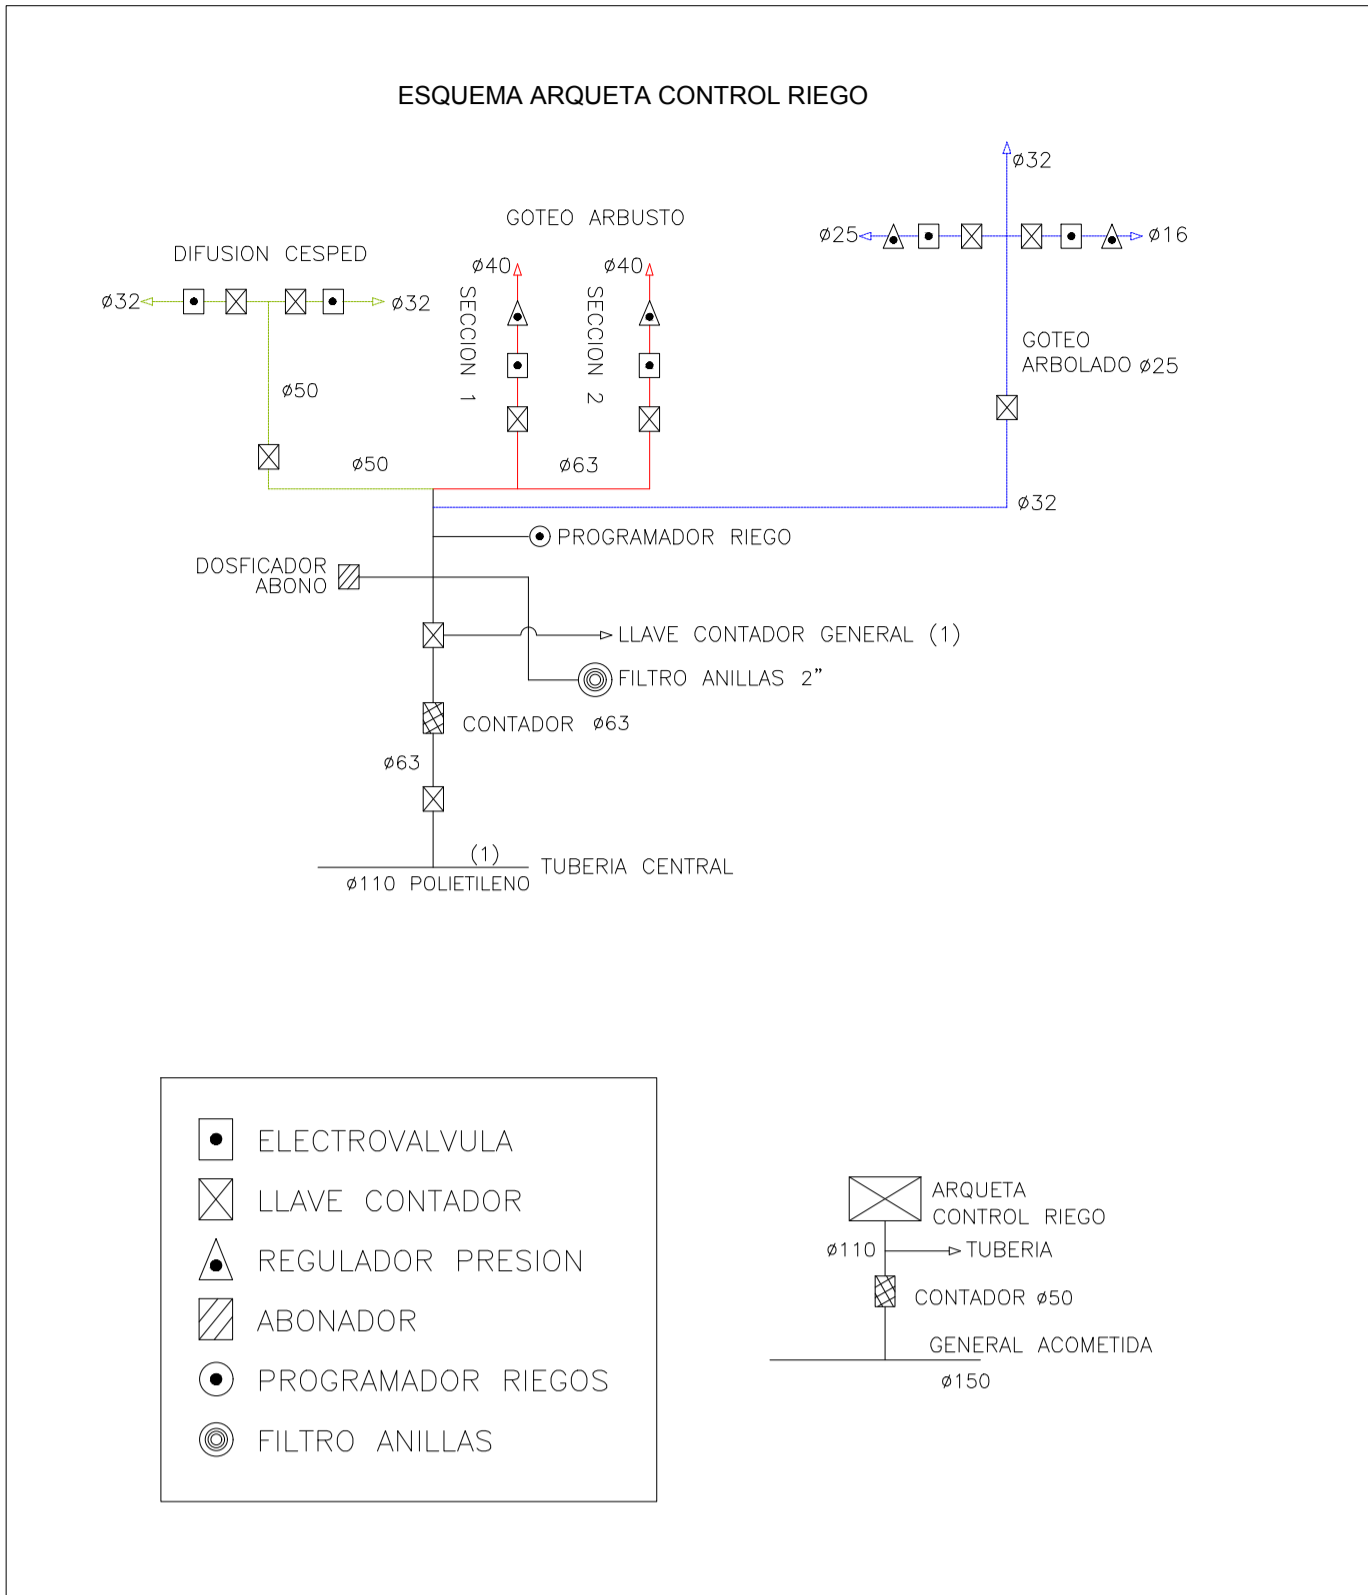 ESQUEMA ARQUETA CONTROL RIEGO
ø32
GOTEO ARBUSTO
ø25
ø16
DIFUSION CESPED
ø40
ø40
ø32
ø32
SECCION 1
SECCION 2
GOTEO
ARBOLADO ø25
ø50
ø50
ø63
ø32
PROGRAMADOR RIEGO
DOSFICADOR
ABONO
LLAVE CONTADOR GENERAL (1)
FILTRO ANILLAS 2”
CONTADOR ø63
ø63
(1)
TUBERIA CENTRAL
ø110 POLIETILENO
ELECTROVALVULA
LLAVE CONTADOR
REGULADOR PRESION
ABONADOR
PROGRAMADOR RIEGOS
FILTRO ANILLAS
ARQUETA
CONTROL RIEGO
ø110
TUBERIA
CONTADOR ø50
GENERAL ACOMETIDA
ø150